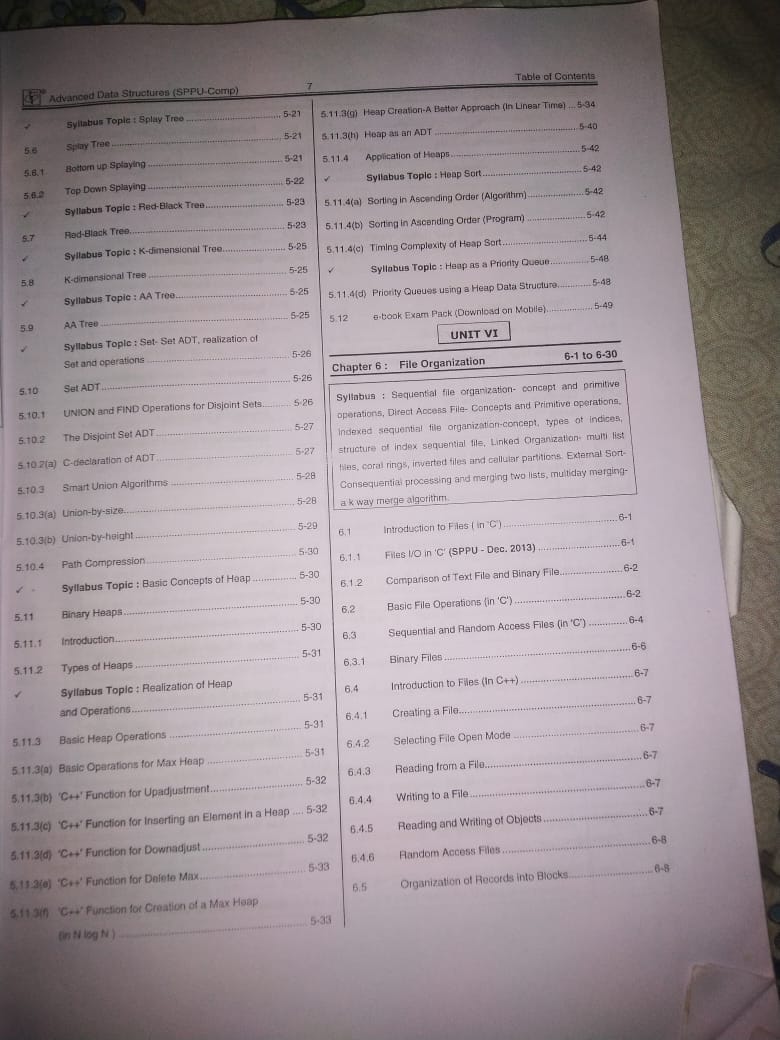 Advanced Data Structures (SPPU-Comp)
7
Table of Contents
✓ Syllabus Topic : Splay Tree ................ 5-21
5.6 Splay Tree ................ 5-21
5.6.1 Bottom up Splaying ................ 5-21
5.6.2 Top Down Splaying ................ 5-22
✓ Syllabus Topic : Red-Black Tree ................ 5-23
5.7 Red-Black Tree ................ 5-23
✓ Syllabus Topic : K-dimensional Tree ................ 5-25
5.8 K-dimensional Tree ................ 5-25
✓ Syllabus Topic : AA Tree ................ 5-25
5.9 AA Tree ................ 5-25
✓ Syllabus Topic : Set- Set ADT, realization of
Set and operations ................ 5-26
5.10 Set ADT ................ 5-26
5.10.1 UNION and FIND Operations for Disjoint Sets ................ 5-26
5.10.2 The Disjoint Set ADT ................ 5-27
5.10.2(a) C-declaration of ADT ................ 5-27
5.10.3 Smart Union Algorithms ................ 5-28
5.10.3(a) Union-by-size ................ 5-28
5.10.3(b) Union-by-height ................ 5-29
5.10.4 Path Compression ................ 5-30
✓ Syllabus Topic : Basic Concepts of Heap ................ 5-30
5.11 Binary Heaps ................ 5-30
5.11.1 Introduction ................ 5-30
5.11.2 Types of Heaps ................ 5-31
✓ Syllabus Topic : Realization of Heap
and Operations ................ 5-31
5.11.3 Basic Heap Operations ................ 5-31
5.11.3(a) Basic Operations for Max Heap ................ 5-31
5.11.3(b) 'C++' Function for Upadjustment ................ 5-32
5.11.3(c) 'C++' Function for Inserting an Element in a Heap .... 5-32
5.11.3(d) 'C++' Function for Downadjust ................ 5-32
5.11.3(e) 'C++' Function for Delete Max ................ 5-33
5.11.3(f) 'C++' Function for Creation of a Max Heap
(in N log N ) ................ 5-33
5.11.3(g) Heap Creation-A Better Approach (In Linear Time) ... 5-34
5.11.3(h) Heap as an ADT ................ 5-40
5.11.4 Application of Heaps ................ 5-42
✓ Syllabus Topic : Heap Sort ................ 5-42
5.11.4(a) Sorting in Ascending Order (Algorithm) ................ 5-42
5.11.4(b) Sorting in Ascending Order (Program) ................ 5-42
5.11.4(c) Timing Complexity of Heap Sort ................ 5-44
✓ Syllabus Topic : Heap as a Priority Queue ................ 5-48
5.11.4(d) Priority Queues using a Heap Data Structure ................ 5-48
5.12 e-book Exam Pack (Download on Mobile) ................ 5-49
UNIT VI
Chapter 6 : File Organization 6-1 to 6-30
Syllabus : Sequential file organization- concept and primitive
operations, Direct Access File- Concepts and Primitive operations,
Indexed sequential file organization-concept, types of indices,
structure of index sequential file, Linked Organization- multi list
files, coral rings, inverted files and cellular partitions. External Sort-
Consequential processing and merging two lists, multiday merging-
a k way merge algorithm.
6.1 Introduction to Files ( in 'C') ................ 6-1
6.1.1 Files I/O in 'C' (SPPU - Dec. 2013) ................ 6-1
6.1.2 Comparison of Text File and Binary File ................ 6-2
6.2 Basic File Operations (in 'C') ................ 6-2
6.3 Sequential and Random Access Files (in 'C') ................ 6-4
6.3.1 Binary Files ................ 6-6
6.4 Introduction to Files (In C++) ................ 6-7
6.4.1 Creating a File ................ 6-7
6.4.2 Selecting File Open Mode ................ 6-7
6.4.3 Reading from a File ................ 6-7
6.4.4 Writing to a File ................ 6-7
6.4.5 Reading and Writing of Objects ................ 6-7
6.4.6 Random Access Files ................ 6-8
6.5 Organization of Records into Blocks ................ 6-8